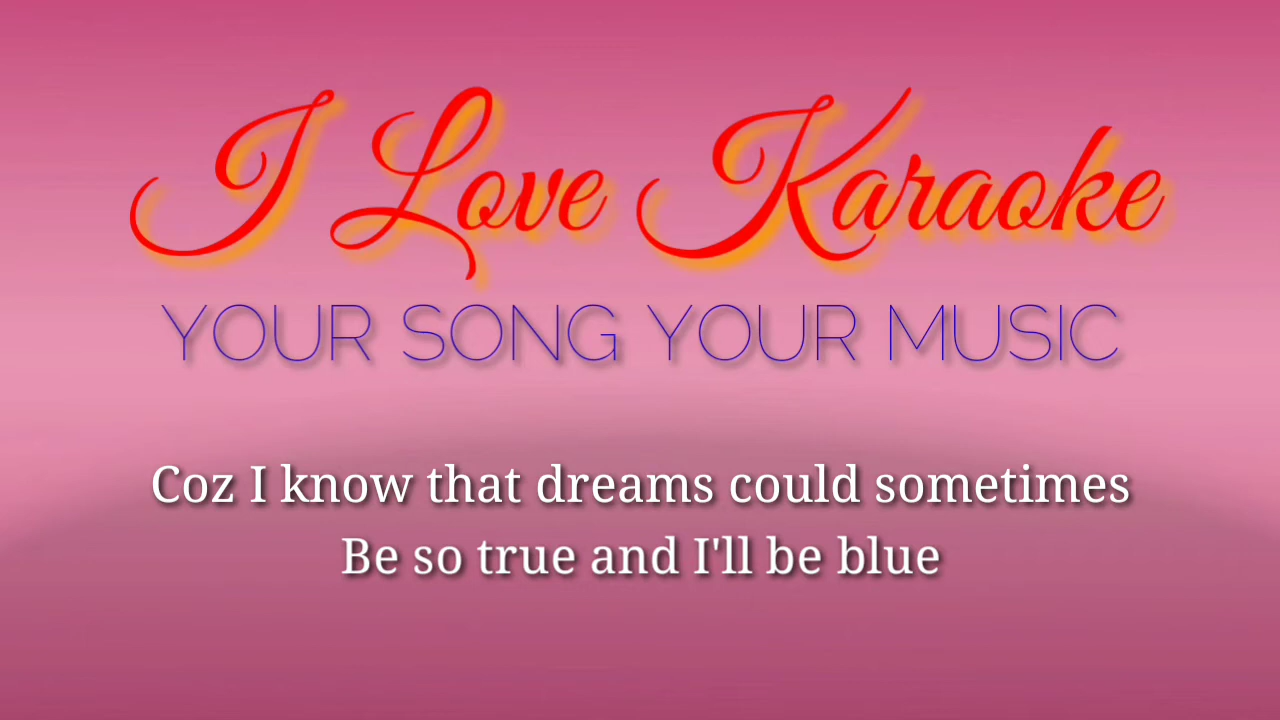 I Love Karaoke
YOUR SONG YOUR MUSIC
Coz I know that dreams could sometimes
Be so true and I'll be blue